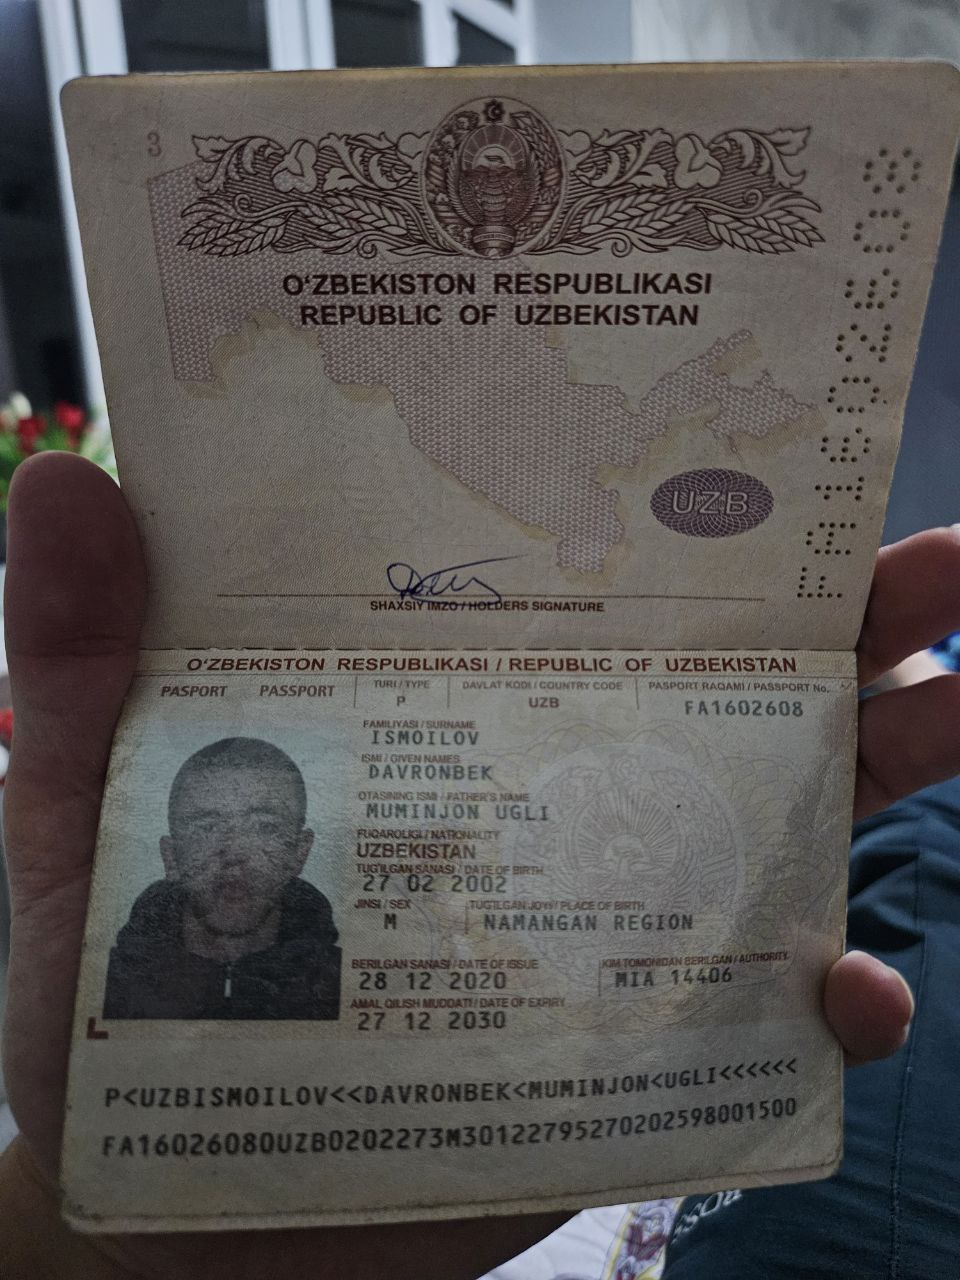 3
O‘ZBEKISTON RESPUBLIKASI
REPUBLIC OF UZBEKISTAN
UZB
SHAXSIY IMZO / HOLDERS SIGNATURE
O‘ZBEKISTON RESPUBLIKASI / REPUBLIC OF UZBEKISTAN
PASPORT PASSPORT
TURI / TYPE
P
DAVLAT KODI / COUNTRY CODE
UZB
PASPORT RAQAMI / PASSPORT No.
FA1602608
FAMILIYASI / SURNAME
ISMOILOV
ISMI / GIVEN NAMES
DAVRONBEK
OTASINING ISMI / FATHER'S NAME
MUMINJON UGLI
FUQAROLIGI / NATIONALITY
UZBEKISTAN
TUG‘ILGAN SANASI / DATE OF BIRTH
27 02 2002
JINSI / SEX
M
TUG‘ILGAN JOYI / PLACE OF BIRTH
NAMANGAN REGION
BERILGAN SANASI / DATE OF ISSUE
28 12 2020
KIM TOMONIDAN BERILGAN / AUTHORITY
MIA 14406
AMAL QILISH MUDDATI / DATE OF EXPIRY
27 12 2030
P<UZBISMOILOV<<DAVRONBEK<MUMINJON<UGLI<<<<<<
FA16026080UZB0202273M30122795270202598001500